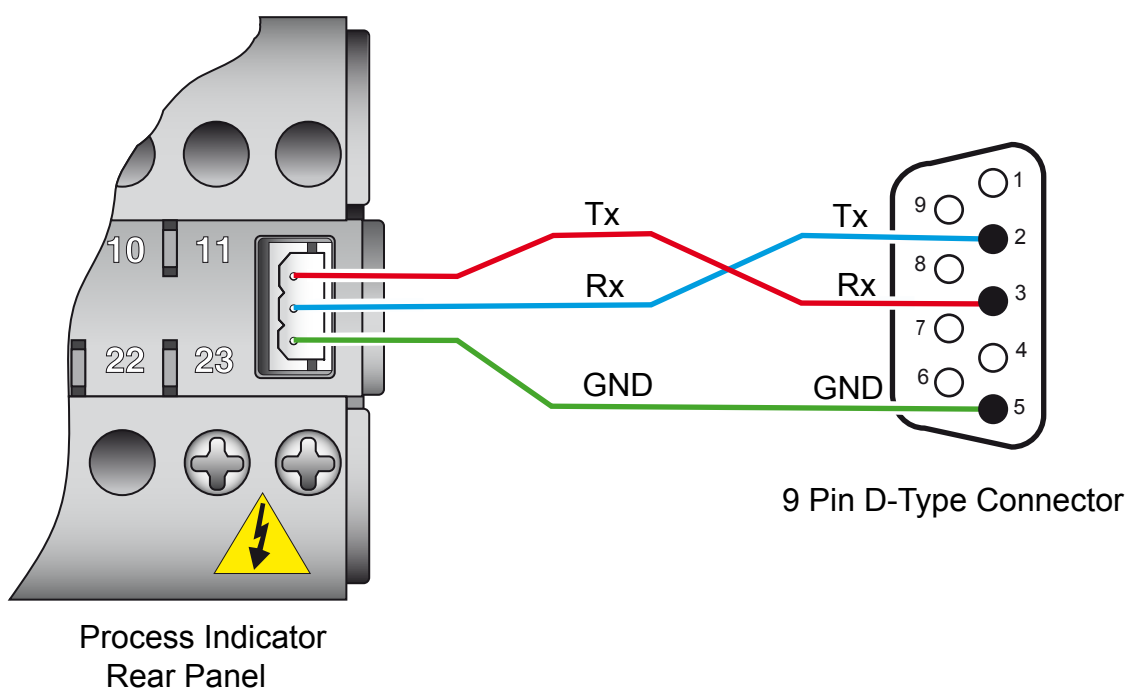 10
11
22
23
Tx
Rx
GND
Tx
Rx
GND
1
9
2
8
3
7
4
6
5
9 Pin D-Type Connector
Process Indicator
Rear Panel